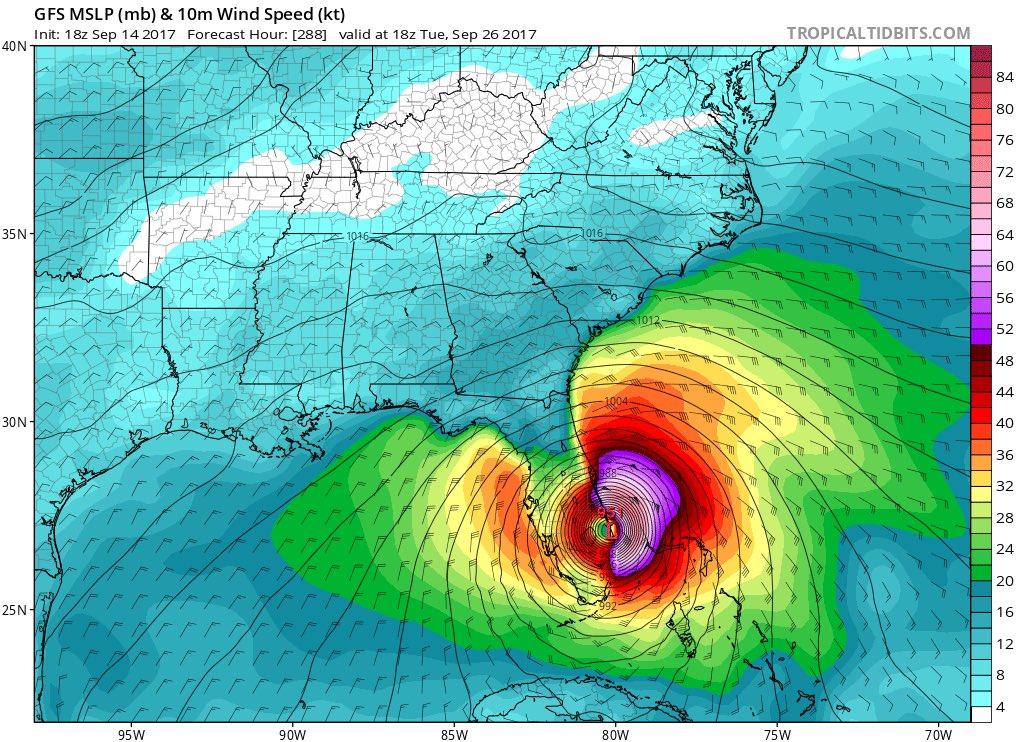 GFS MSLP (mb) & 10m Wind Speed (kt)
Init: 18z Sep 14 2017 Forecast Hour: [288] valid at 18z Tue, Sep 26 2017
TROPICALTIDBITS.COM
40N
35N
30N
25N
1016
1016
1012
1004
988
992
84
80
76
72
68
64
60
56
52
48
44
40
36
32
28
24
20
16
12
8
4
95W
90W
85W
80W
75W
70W